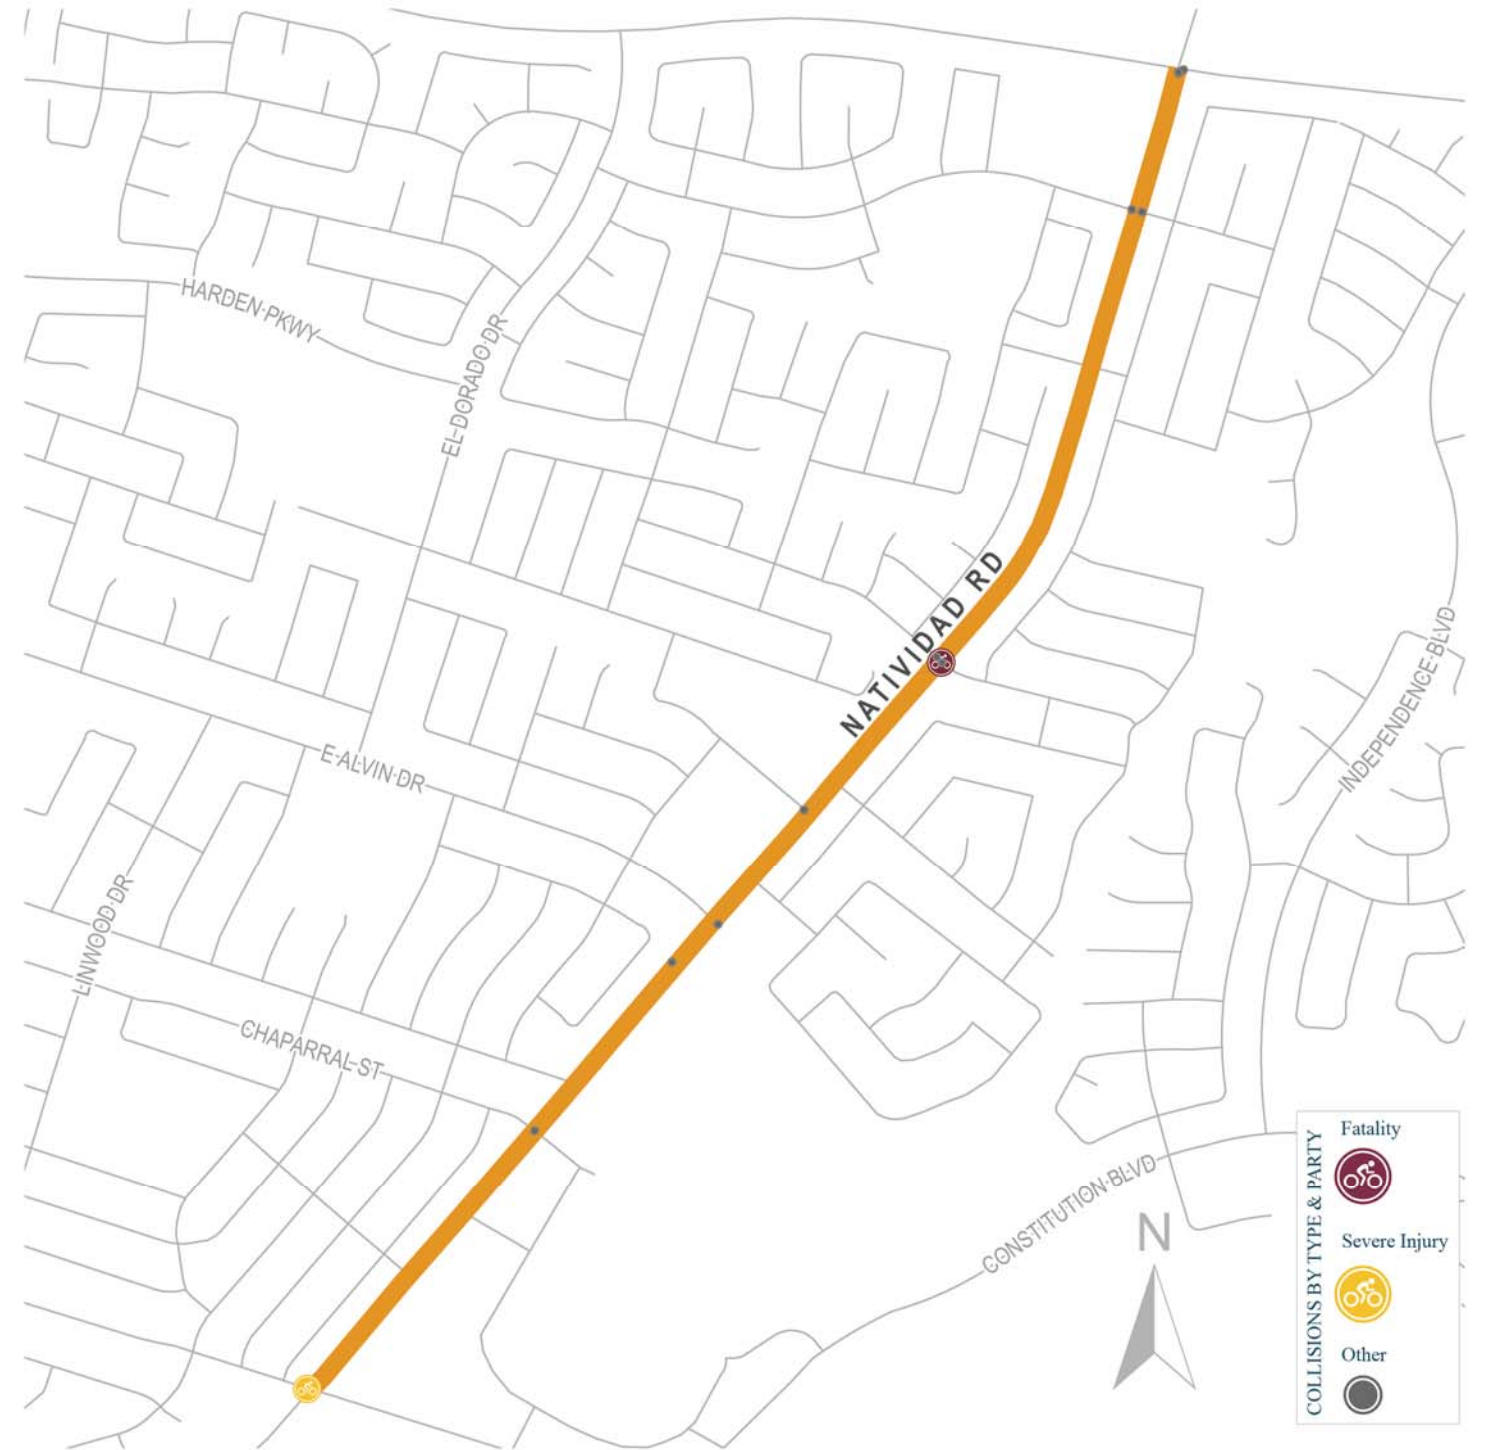 HARDEN PKWY
EL DORADO DR
NATIVIDAD RD
INDEPENDENCE BLVD
E ALVIN DR
LINWOOD DR
CHAPARRAL ST
CONSTITUTION BLVD
N
COLLISIONS BY TYPE & PARTY
Fatality
Severe Injury
Other